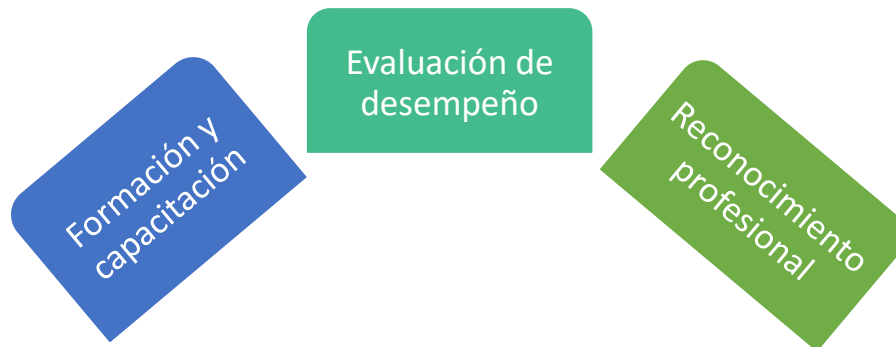 Formación y
capacitación
Evaluación de
desempeño
Reconocimiento
profesional